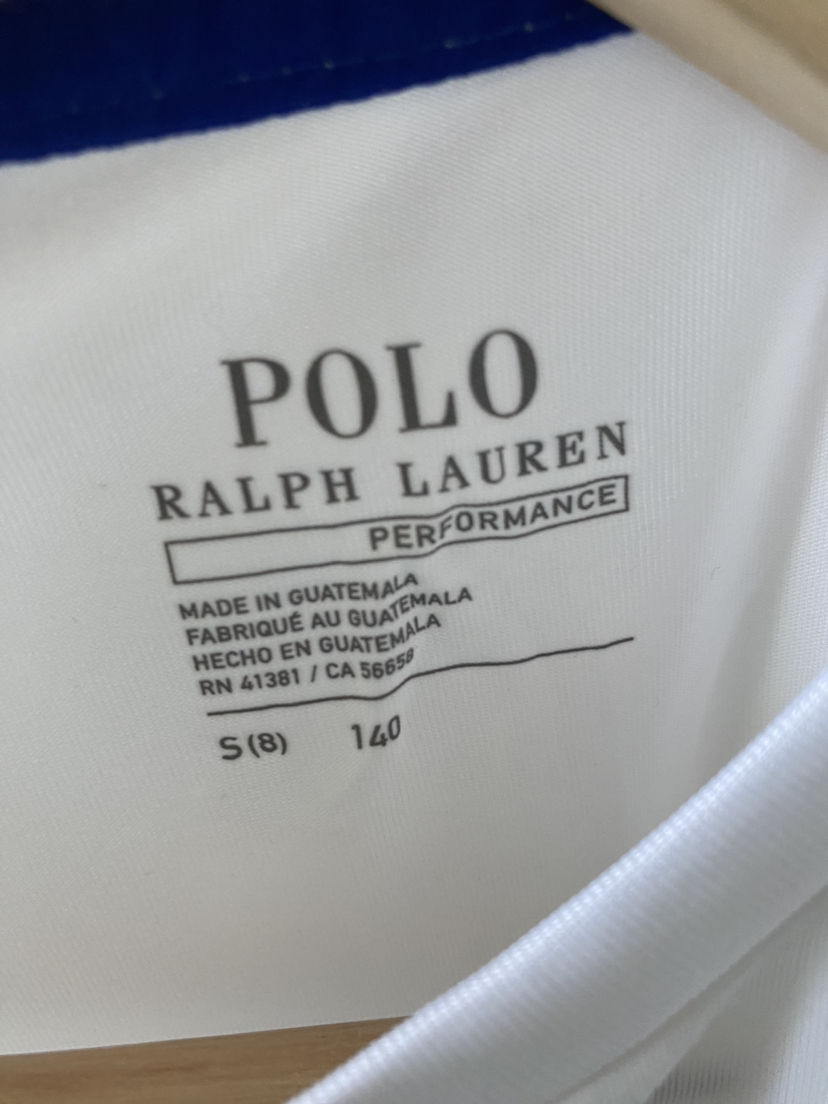 POLO
RALPH LAUREN
PERFORMANCE
MADE IN GUATEMALA
FABRIQUÉ AU GUATEMALA
HECHO EN GUATEMALA
RN 41381 / CA 56658
S(8) 140